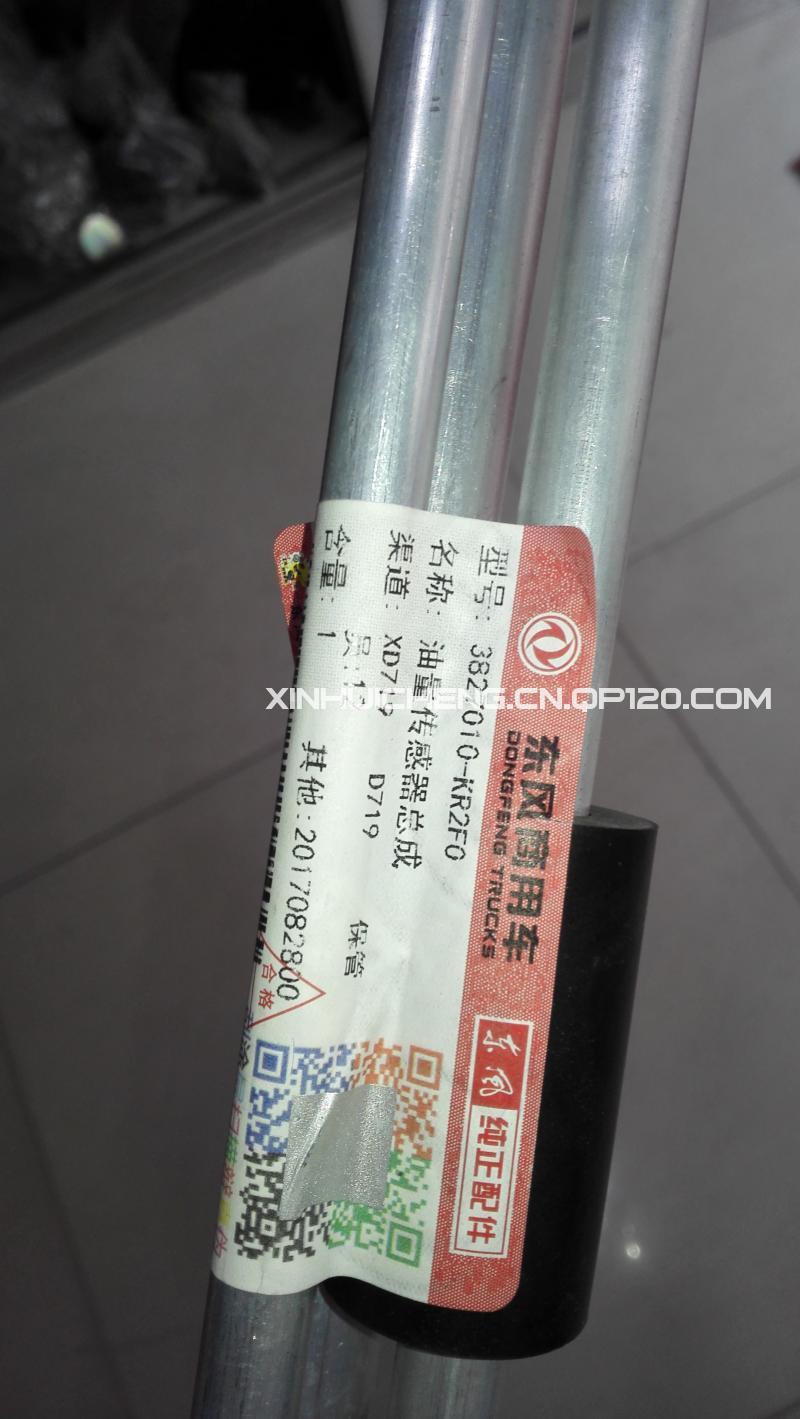 东风商用车
DONGFENG TRUCKS
东风 纯正配件
型号: 3827010-KR2F0
名称: 油量传感器总成
渠道: XD719 D719
保管
含量: 1
其他: 2017082800
合格
XINHUICHENG.CN.QP120.COM